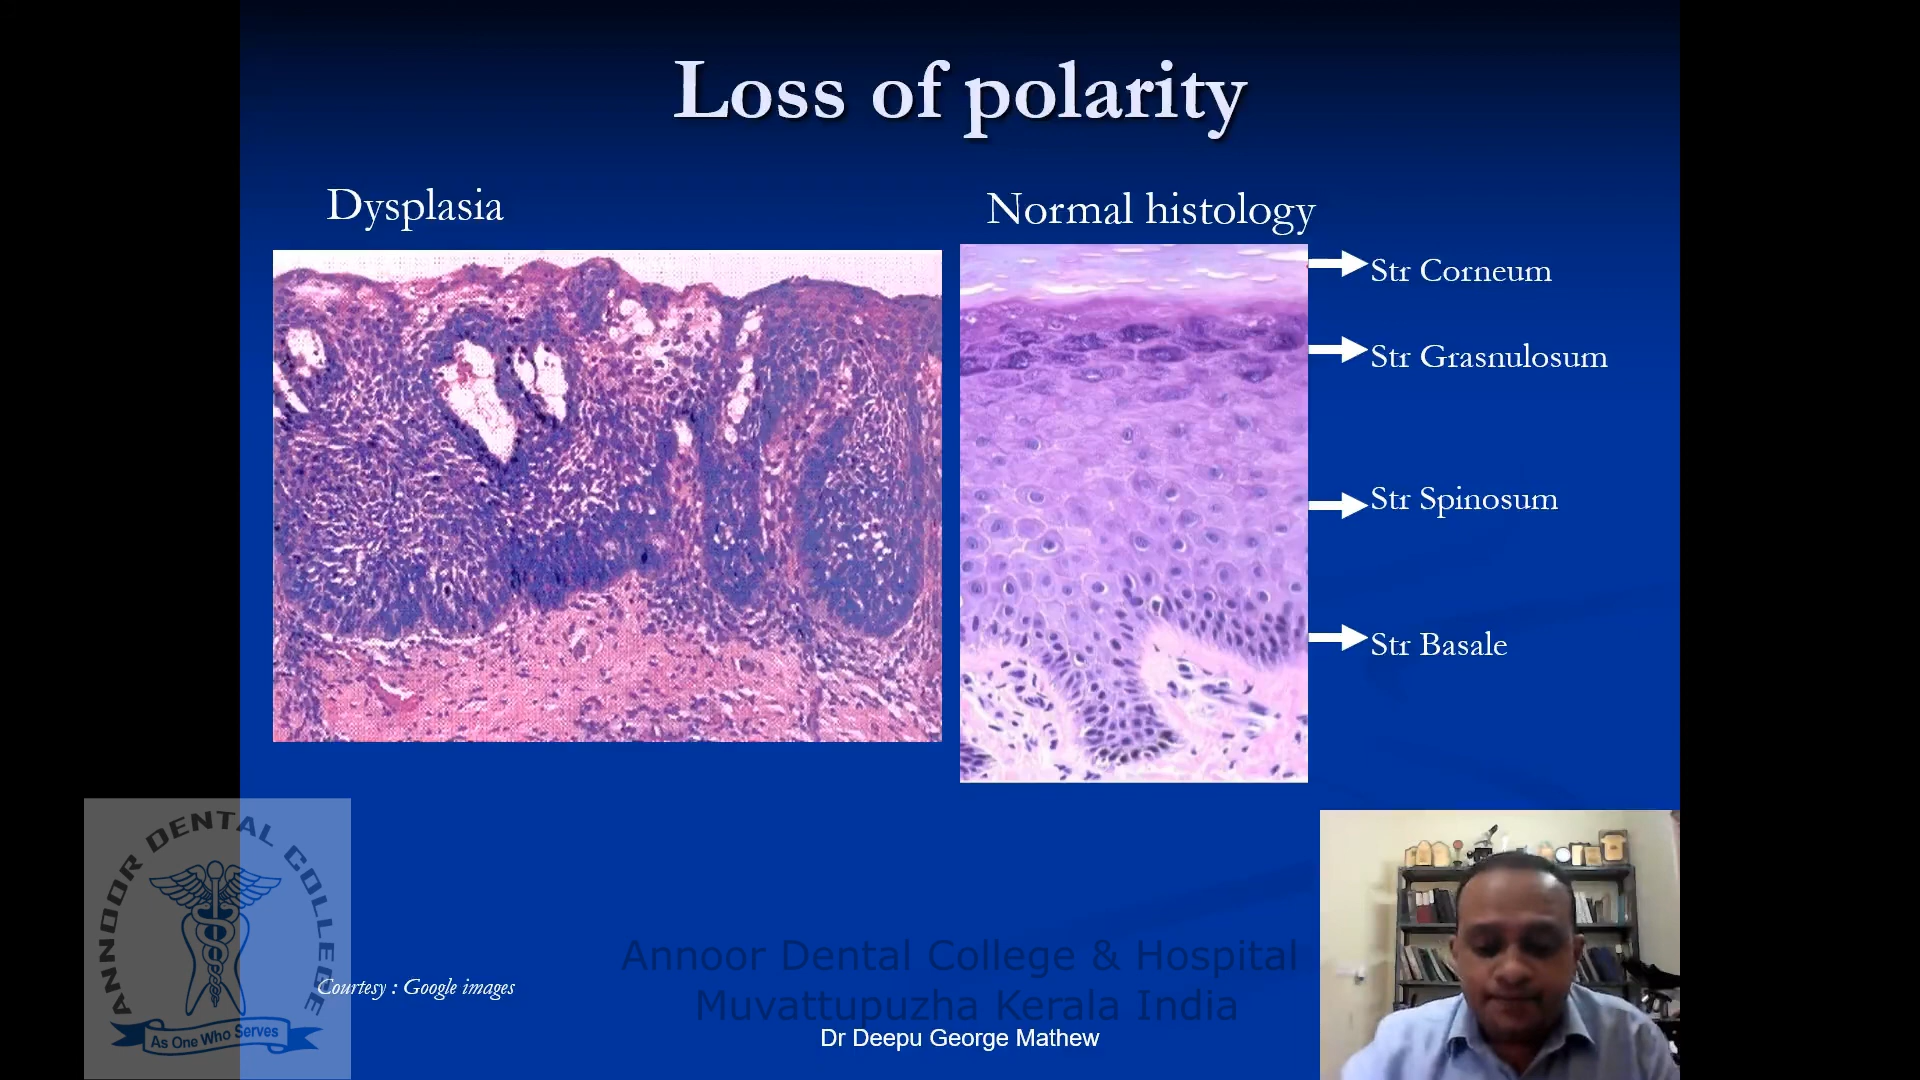 Loss of polarity
Dysplasia
Normal histology
Str Corneum
Str Grasnulosum
Str Spinosum
Str Basale
ANNOOR DENTAL COLLEGE
As One Who Serves
Courtesy : Google images
Annoor Dental College & Hospital
Muvattupuzha Kerala India
Dr Deepu George Mathew